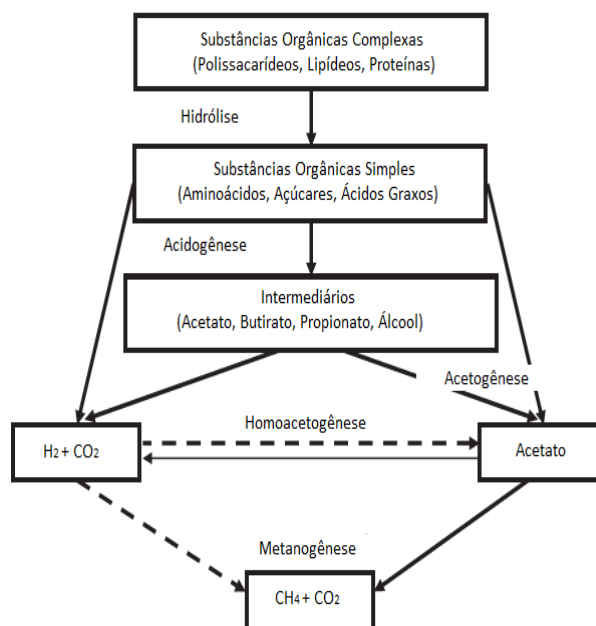 Substâncias Orgânicas Complexas
(Polissacarídeos, Lipídeos, Proteínas)
Hidrólise
Substâncias Orgânicas Simples
(Aminoácidos, Açúcares, Ácidos Graxos)
Acidogênese
Intermediários
(Acetato, Butirato, Propionato, Álcool)
Acetogênese
Homoacetogênese
H2 + CO2
Acetato
Metanogênese
CH4 + CO2